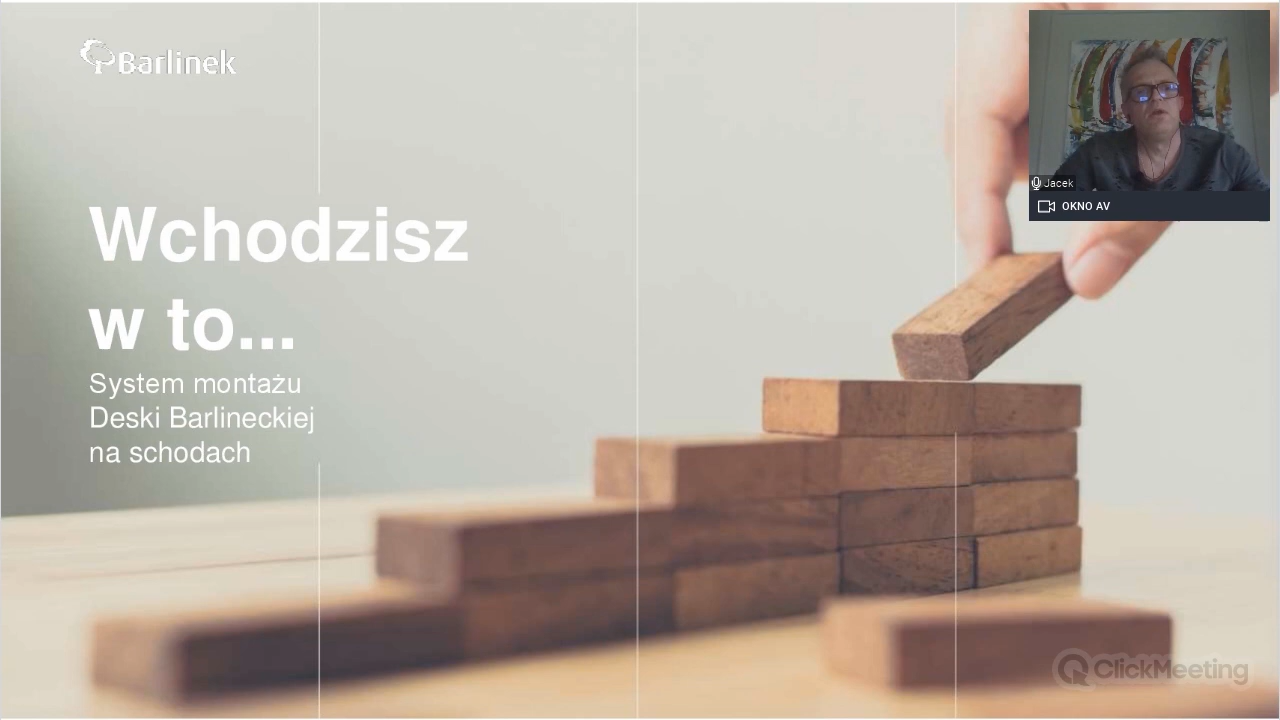 Barlinek
Wchodzisz
w to...
System montażu
Deski Barlineckiej
na schodach
Jacek
OKNO AV
ClickMeeting